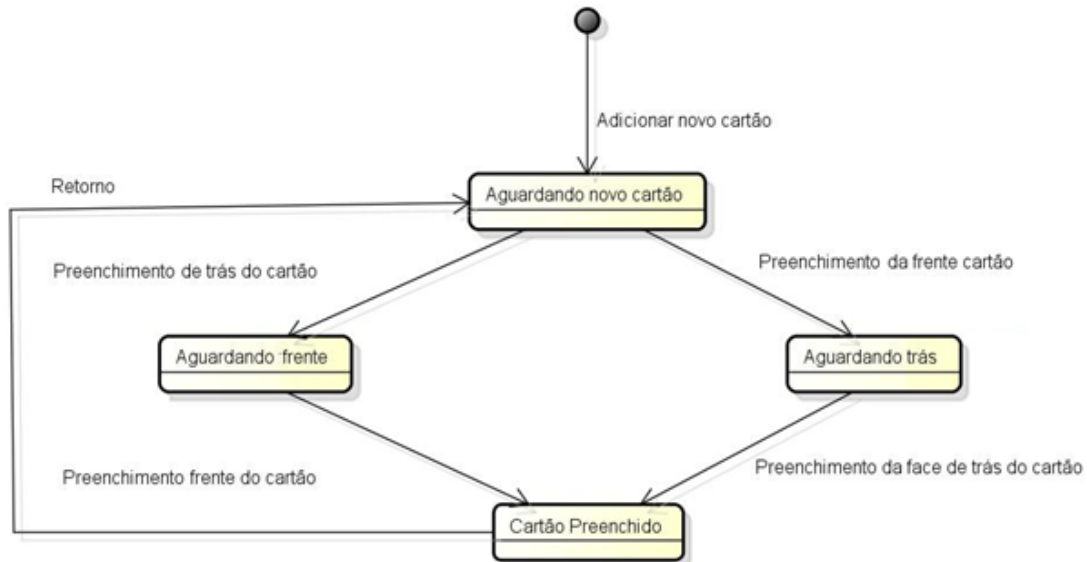 Adicionar novo cartão
Retorno
Aguardando novo cartão
Preenchimento de trás do cartão
Preenchimento da frente cartão
Aguardando frente
Aguardando trás
Preenchimento frente do cartão
Preenchimento da face de trás do cartão
Cartão Preenchido